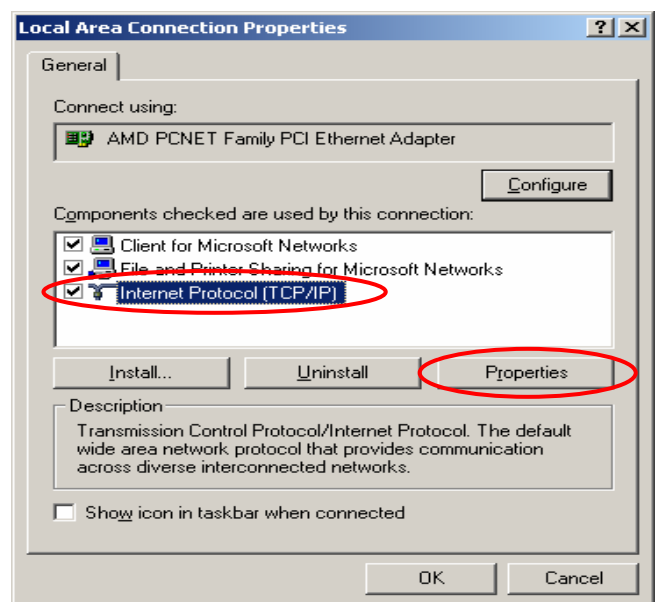 Local Area Connection Properties
General
Connect using:
AMD PCNET Family PCI Ethernet Adapter
Configure
Components checked are used by this connection:
Client for Microsoft Networks
File and Printer Sharing for Microsoft Networks
Internet Protocol (TCP/IP)
Install... Uninstall Properties
Description
Transmission Control Protocol/Internet Protocol. The default
wide area network protocol that provides communication
across diverse interconnected networks.
Show icon in taskbar when connected
OK Cancel